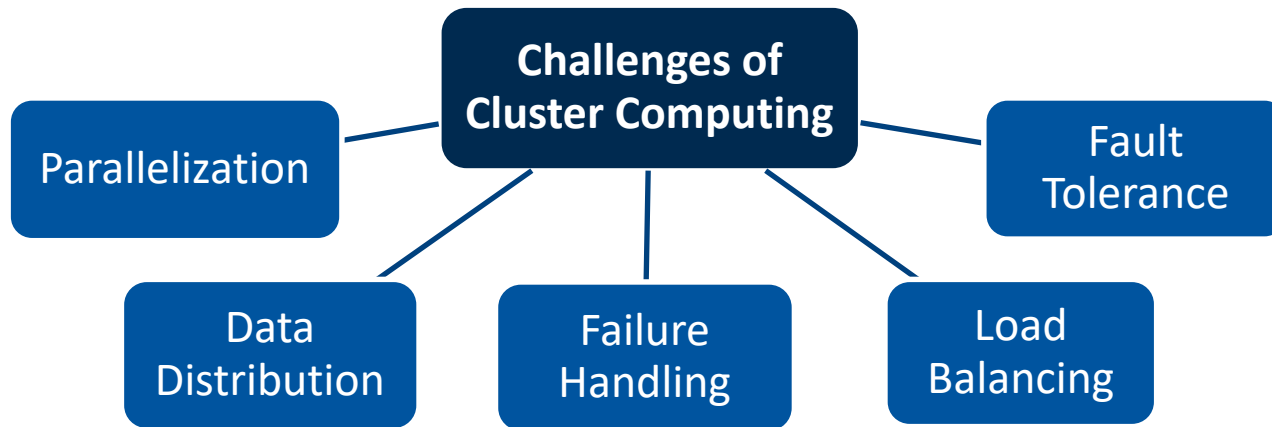 Challenges of
Cluster Computing
Parallelization
Data
Distribution
Failure
Handling
Load
Balancing
Fault
Tolerance